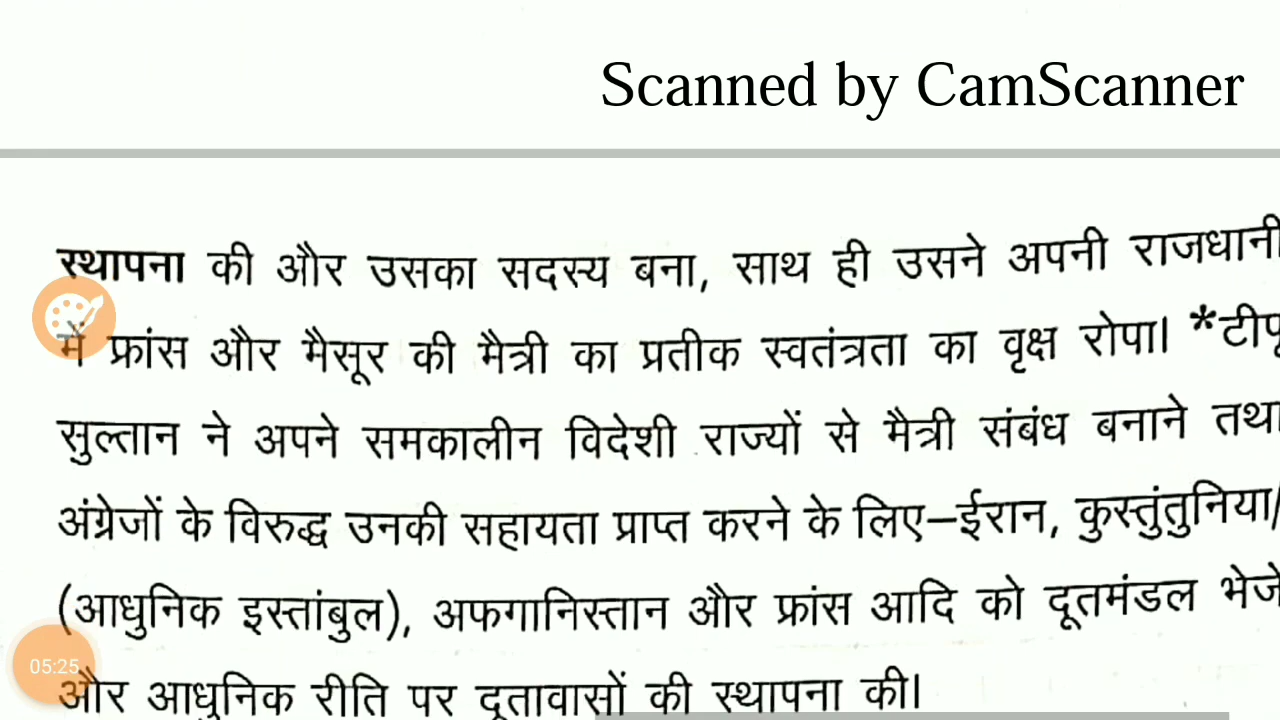 Scanned by CamScanner
स्थापना की और उसका सदस्य बना, साथ ही उसने अपनी राजधानी
में फ्रांस और मैसूर की मैत्री का प्रतीक स्वतंत्रता का वृक्ष रोपा। *टीपू
सुल्तान ने अपने समकालीन विदेशी राज्यों से मैत्री संबंध बनाने तथा
अंग्रेजों के विरुद्ध उनकी सहायता प्राप्त करने के लिए–ईरान, कुस्तुंतुनिया/
(आधुनिक इस्तांबुल), अफगानिस्तान और फ्रांस आदि को दूतमंडल भेजे
05:25
और आधुनिक रीति पर दूतावासों की स्थापना की।